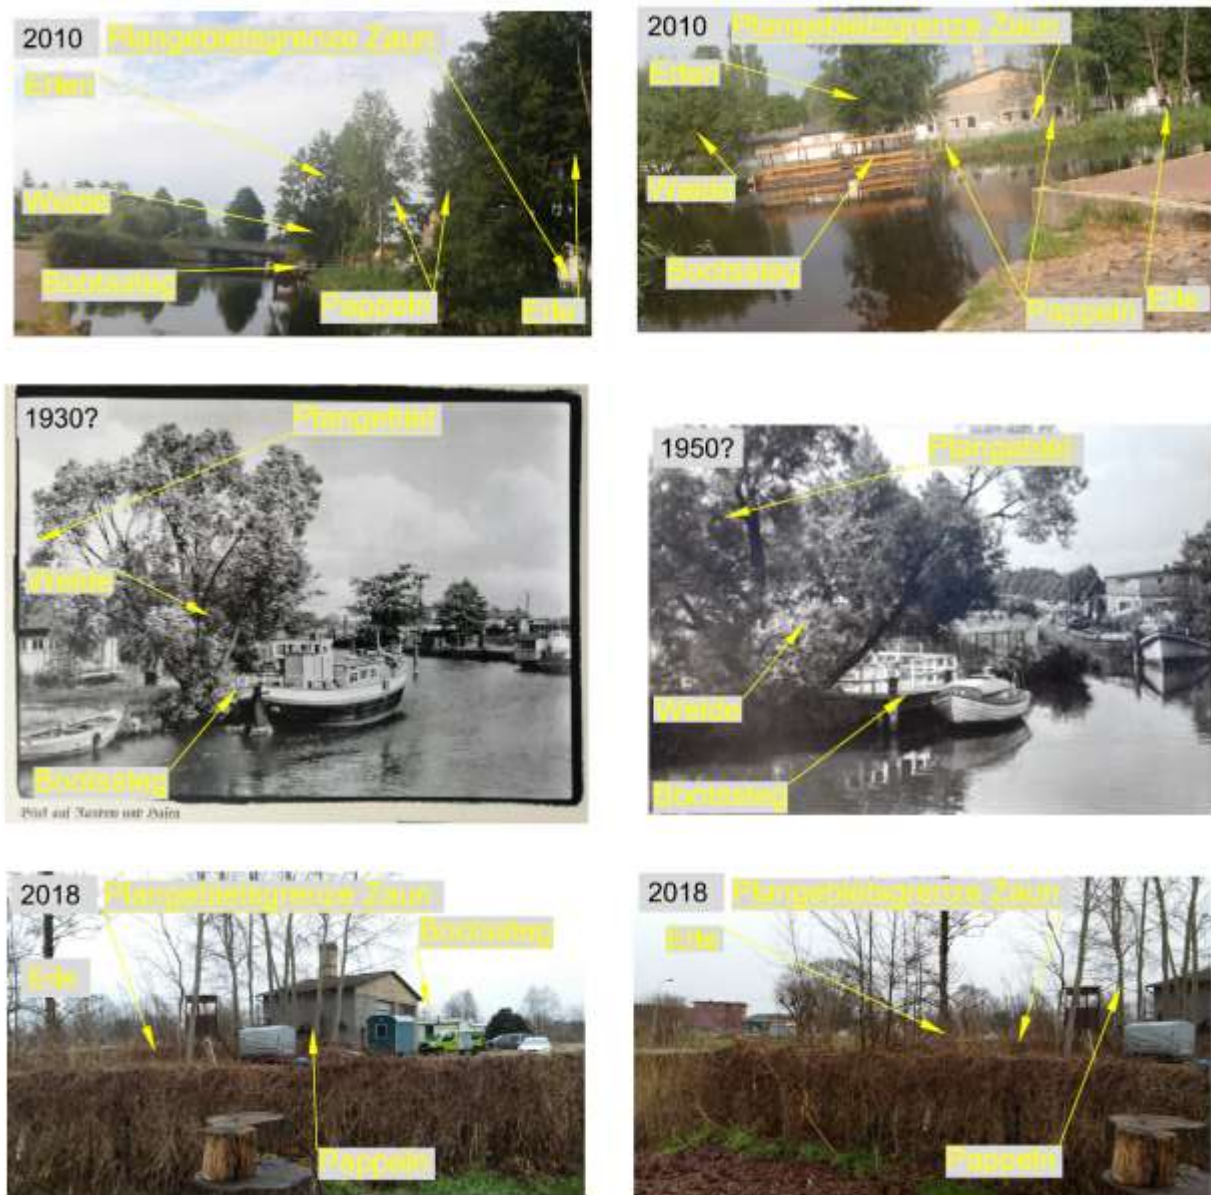 2010 Plangebietsgrenze Zaun
Erlen
Weide
Bootssteg
Pappeln
Erle
2010 Plangebietsgrenze Zaun
Erlen
Weide
Bootssteg
Pappeln Erle
1930? Plangebiet
Weide
Bootssteg
1950? Plangebiet
Weide
Bootssteg
2018 Plangebietsgrenze Zaun
Bootssteg
Erle
Pappeln
2018 Plangebietsgrenze Zaun
Erle
Pappeln